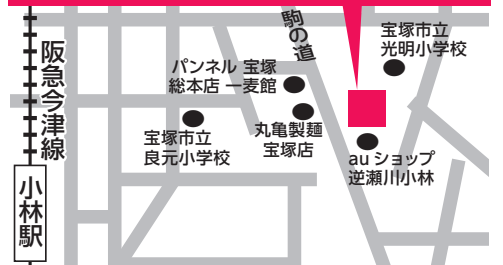 阪急今津線
小林駅
駒の道
宝塚市立
光明小学校
パンネル 宝塚
総本店 一麦館
丸亀製麺
宝塚店
宝塚市立
良元小学校
au ショップ
逆瀬川小林